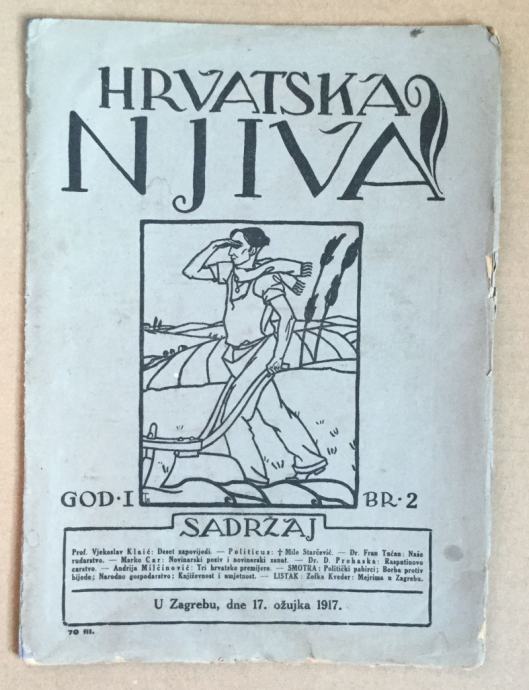 HRVATSKA
NJIVA
GOD·I BR·2
SADRŽAJ
Prof. Vjekoslav Klaić: Deset zapovijedi. — Politicus: † Mile Starčević. — Dr. Fran Tućan: Naše
rudarstvo. — Marko Car: Novinarski poziv i novinarski zanat. — Dr. D. Prohaska: Rasputinovo
carstvo. — Andrija Milčinović: Tri hrvatske premijere. — SMOTRA: Politički pabirci; Borba protiv
bijede; Narodno gospodarstvo; Književnost i umjetnost. — LISTAK: Zofka Kveder: Mejrima u Zagrebu.
U Zagrebu, dne 17. ožujka 1917.
70 fil.